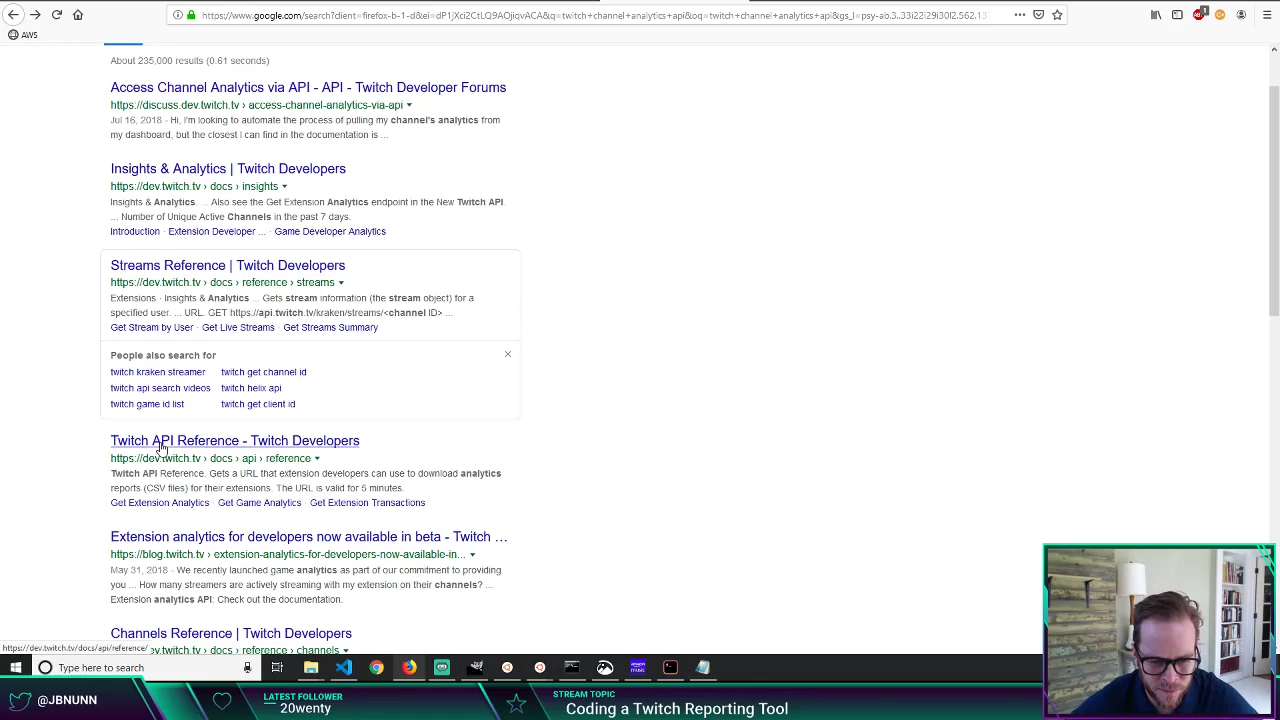 https://www.google.com/search?client=firefox-b-1-d&ei=dP1jXci2CtLQ9AOjiqvACA&q=twitch+channel+analytics+api&oq=twitch+channel+analytics+api&gs_l=psy-ab.3..33i22i29i30l2.562.13
AWS
About 235,000 results (0.61 seconds)
Access Channel Analytics via API - API - Twitch Developer Forums
https://discuss.dev.twitch.tv › access-channel-analytics-via-api
Jul 16, 2018 - Hi, I'm looking to automate the process of pulling my channel's analytics from
my dashboard, but the closest I can find in the documentation is ...
Insights & Analytics | Twitch Developers
https://dev.twitch.tv › docs › insights
Insights & Analytics. ... Also see the Get Extension Analytics endpoint in the New Twitch API.
... Number of Unique Active Channels in the past 7 days.
Introduction · Extension Developer ... · Game Developer Analytics
Streams Reference | Twitch Developers
https://dev.twitch.tv › docs › reference › streams
Extensions · Insights & Analytics ... Gets stream information (the stream object) for a
specified user. ... URL. GET https://api.twitch.tv/kraken/streams/<channel ID> ...
Get Stream by User · Get Live Streams · Get Streams Summary
People also search for
twitch kraken streamer twitch get channel id
twitch api search videos twitch helix api
twitch game id list twitch get client id
Twitch API Reference - Twitch Developers
https://dev.twitch.tv › docs › api › reference
Twitch API Reference. Gets a URL that extension developers can use to download analytics
reports (CSV files) for their extensions. The URL is valid for 5 minutes.
Get Extension Analytics · Get Game Analytics · Get Extension Transactions
Extension analytics for developers now available in beta - Twitch ...
https://blog.twitch.tv › extension-analytics-for-developers-now-available-in...
May 31, 2018 - We recently launched game analytics as part of our commitment to providing
you ... How many streamers are actively streaming with my extension on their channels? ...
Extension analytics API: Check out the documentation.
Channels Reference | Twitch Developers
https://dev.twitch.tv/docs/api/reference/
ev.twitch.tv › docs › reference › channels
Type here to search
@JBNUNN
LATEST FOLLOWER
20wenty
STREAM TOPIC
Coding a Twitch Reporting Tool